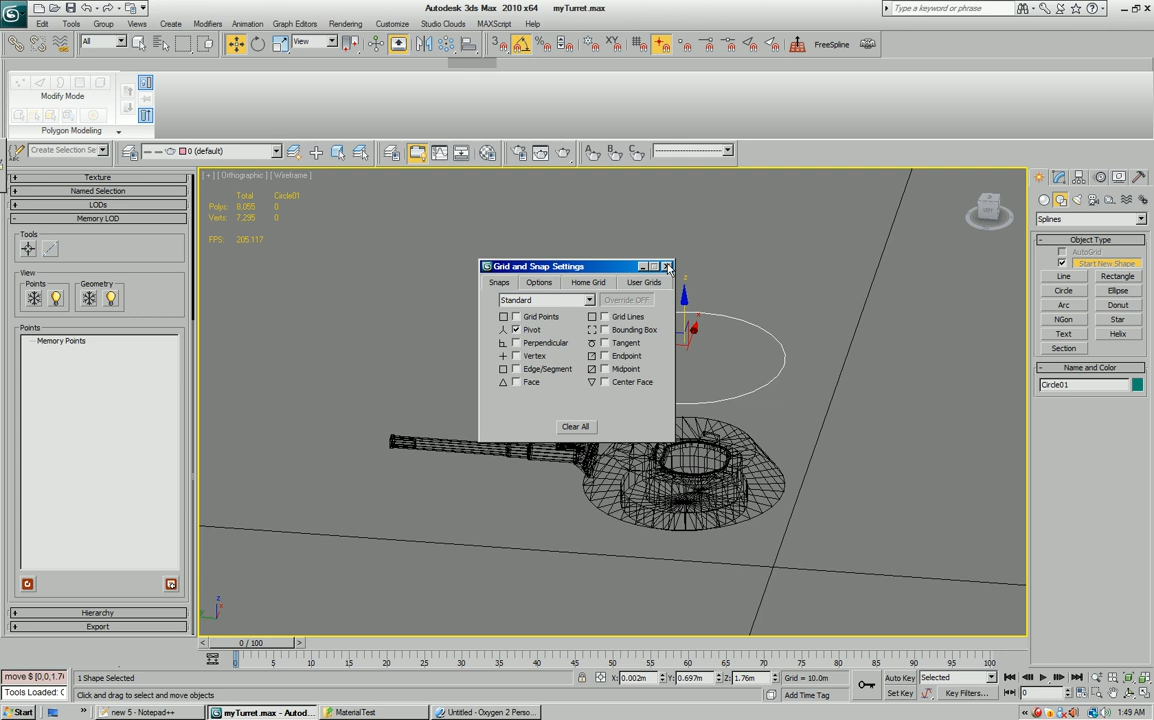 Autodesk 3ds Max 2010 x64 myTurret.max
Type a keyword or phrase
Edit Tools Group Views Create Modifiers Animation Graph Editors Rendering Customize Studio Clouds MAXScript Help
All View FreeSpline
Modify Mode
Polygon Modeling
Create Selection Se 0 (default)
Texture
Named Selection
LODs
Memory LOD
Tools
View
Points Geometry
Points
Memory Points
Hierarchy
Export
[ + ] [ Orthographic ] [ Wireframe ]
Total Circle01
Polys: 8,055 0
Verts: 7,295 0
FPS: 205.117
Grid and Snap Settings
Snaps Options Home Grid User Grids
Standard Override OFF
Grid Points Grid Lines
Pivot Bounding Box
Perpendicular Tangent
Vertex Endpoint
Edge/Segment Midpoint
Face Center Face
Clear All
Splines
Object Type
AutoGrid
Start New Shape
Line Rectangle
Circle Ellipse
Arc Donut
NGon Star
Text Helix
Section
Name and Color
Circle01
0 / 100
0 5 10 15 20 25 30 35 40 45 50 55 60 65 70 75 80 85 90 95 100
move $ [0,0,1.7 1 Shape Selected X: 0.002m Y: 0.697m Z: 1.76m Grid = 10.0m Auto Key Selected
Tools Loaded: Click and drag to select and move objects Add Time Tag Set Key Key Filters... 0
Start new 5 - Notepad++ myTurret.max - Autod... MaterialTest Untitled - Oxygen 2 Perso... 1:49 AM